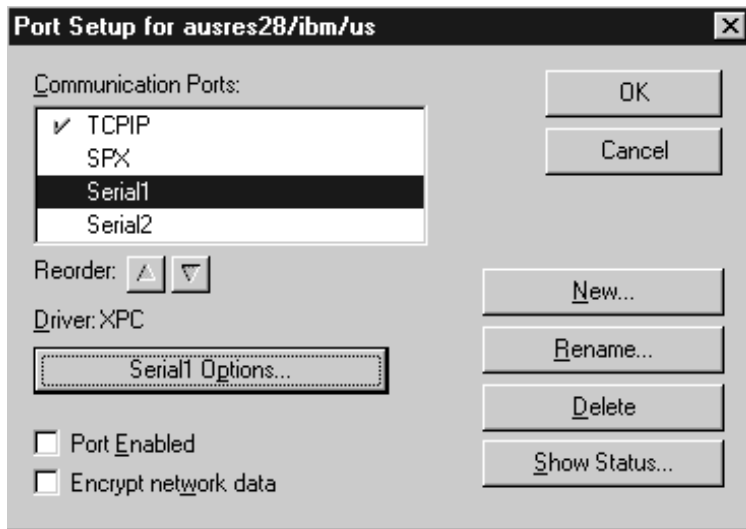 Port Setup for ausres28/ibm/us
Communication Ports:
TCPIP
SPX
Serial1
Serial2
Reorder:
Driver: XPC
Serial1 Options...
Port Enabled
Encrypt network data
OK
Cancel
New...
Rename...
Delete
Show Status...